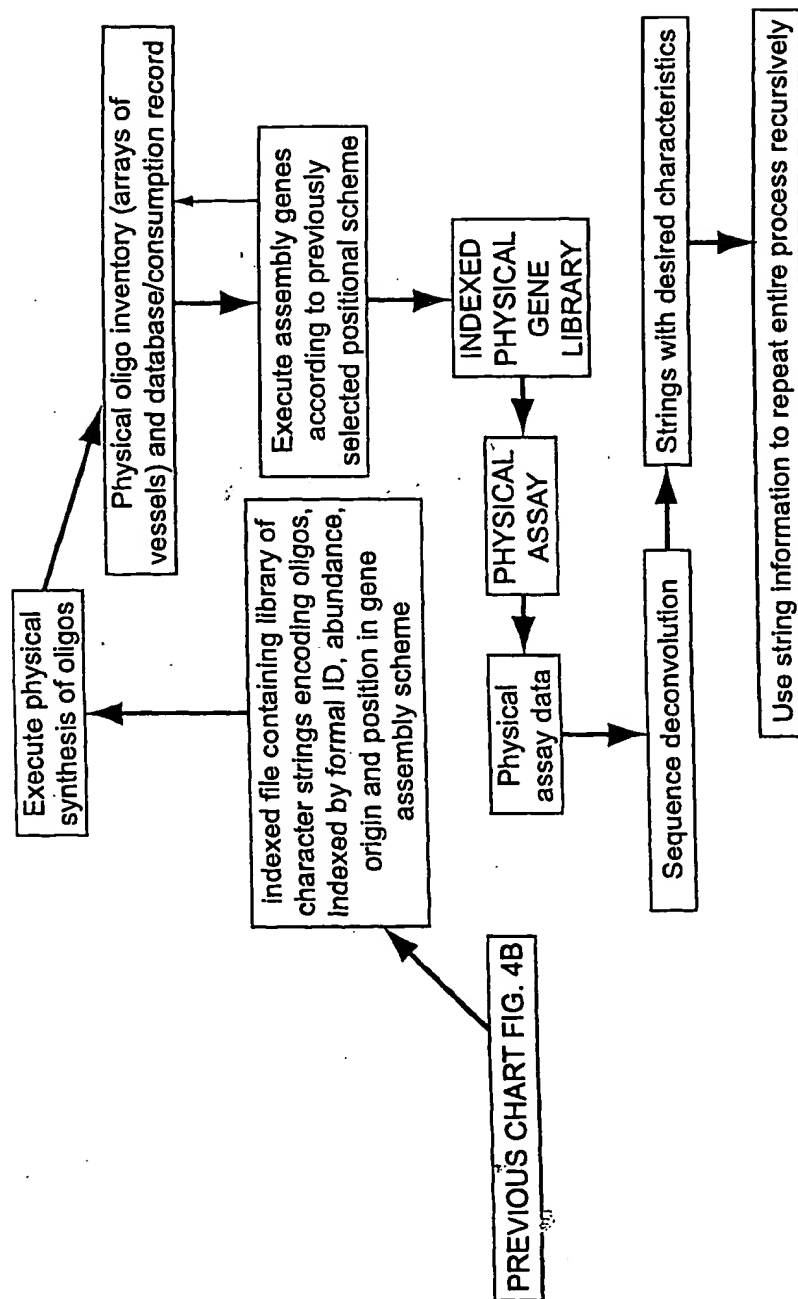 PREVIOUS CHART FIG. 4B
indexed file containing library of
character strings encoding oligos,
Indexed by formal ID, abundance,
origin and position in gene
assembly scheme
Execute physical
synthesis of oligos
Physical oligo inventory (arrays of
vessels) and database/consumption record
Execute assembly genes
according to previously
selected positional scheme
INDEXED
PHYSICAL
GENE
LIBRARY
PHYSICAL
ASSAY
Physical
assay data
Sequence deconvolution
Strings with desired characteristics
Use string information to repeat entire process recursively